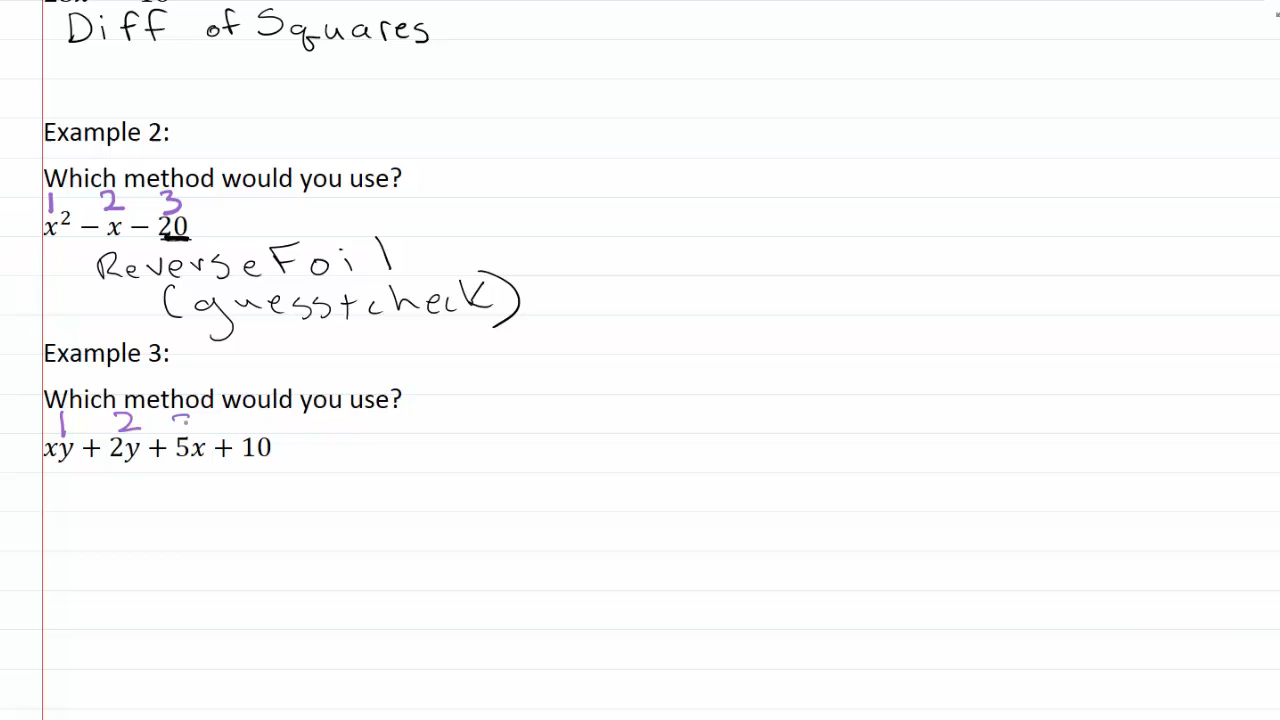 Diff of Squares
Example 2:
Which method would you use?
1 2 3
x² − x − 20
Reverse Foil
(guess + check)
Example 3:
Which method would you use?
1 2
xy + 2y + 5x + 10